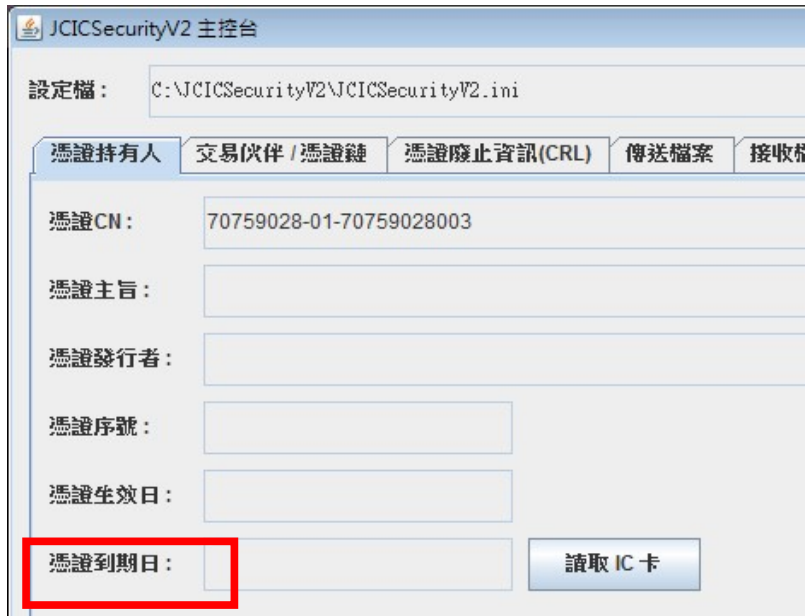 JCICSecurityV2 主控台
設定檔： C:\JCICSecurityV2\JCICSecurityV2.ini
憑證持有人 交易伙伴 / 憑證鏈 憑證廢止資訊(CRL) 傳送檔案 接收檔
憑證CN： 70759028-01-70759028003
憑證主旨：
憑證發行者：
憑證序號：
憑證生效日：
憑證到期日： 讀取 IC 卡